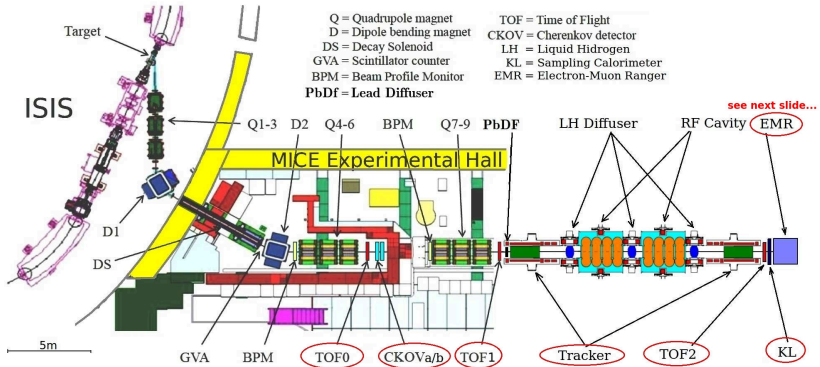 Q = Quadrupole magnet
D = Dipole bending magnet
DS = Decay Solenoid
GVA = Scintillator counter
BPM = Beam Profile Monitor
PbDf = Lead Diffuser
TOF = Time of Flight
CKOV= Cherenkov detector
LH = Liquid Hidrogen
KL = Sampling Calorimeter
EMR = Electron-Muon Ranger
Target
ISIS
see next slide...
Q1-3 D2 Q4-6 BPM Q7-9 PbDF LH Diffuser RF Cavity EMR
MICE Experimental Hall
D1
DS
5m
GVA BPM TOF0 CKOVa/b TOF1 Tracker TOF2 KL